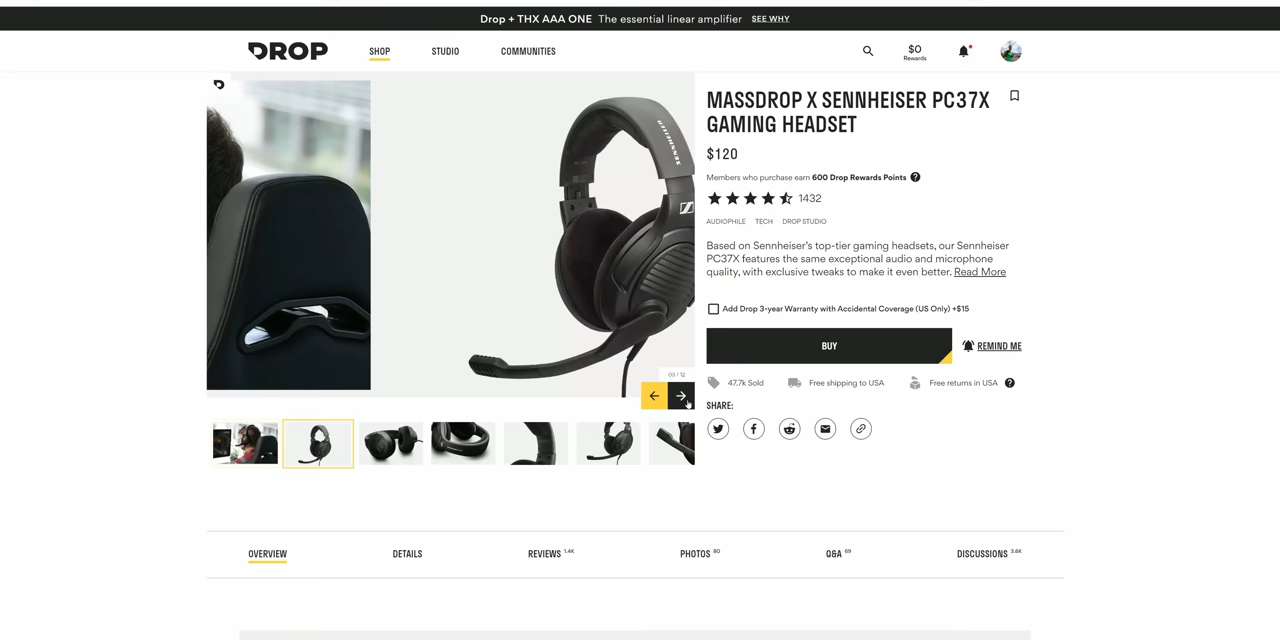 Drop + THX AAA ONE The essential linear amplifier SEE WHY
DROP
SHOP
STUDIO
COMMUNITIES
$0
Rewards
SENNHEISER
MASSDROP X SENNHEISER PC37X
GAMING HEADSET
$120
Members who purchase earn 600 Drop Rewards Points ?
1432
AUDIOPHILE TECH DROP STUDIO
Based on Sennheiser's top-tier gaming headsets, our Sennheiser
PC37X features the same exceptional audio and microphone
quality, with exclusive tweaks to make it even better. Read More
Add Drop 3-year Warranty with Accidental Coverage (US Only) +$15
BUY
REMIND ME
03 / 12
47.7k Sold
Free shipping to USA
Free returns in USA ?
SHARE:
OVERVIEW
DETAILS
REVIEWS 1.4K
PHOTOS 80
Q&A 69
DISCUSSIONS 3.6K